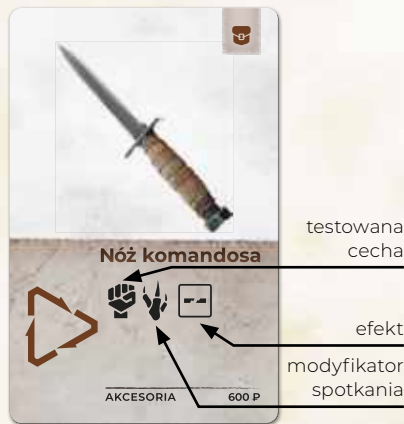 Nóż komandosa
AKCESORIA 600 ₽
testowana
cecha
efekt
modyfikator
spotkania